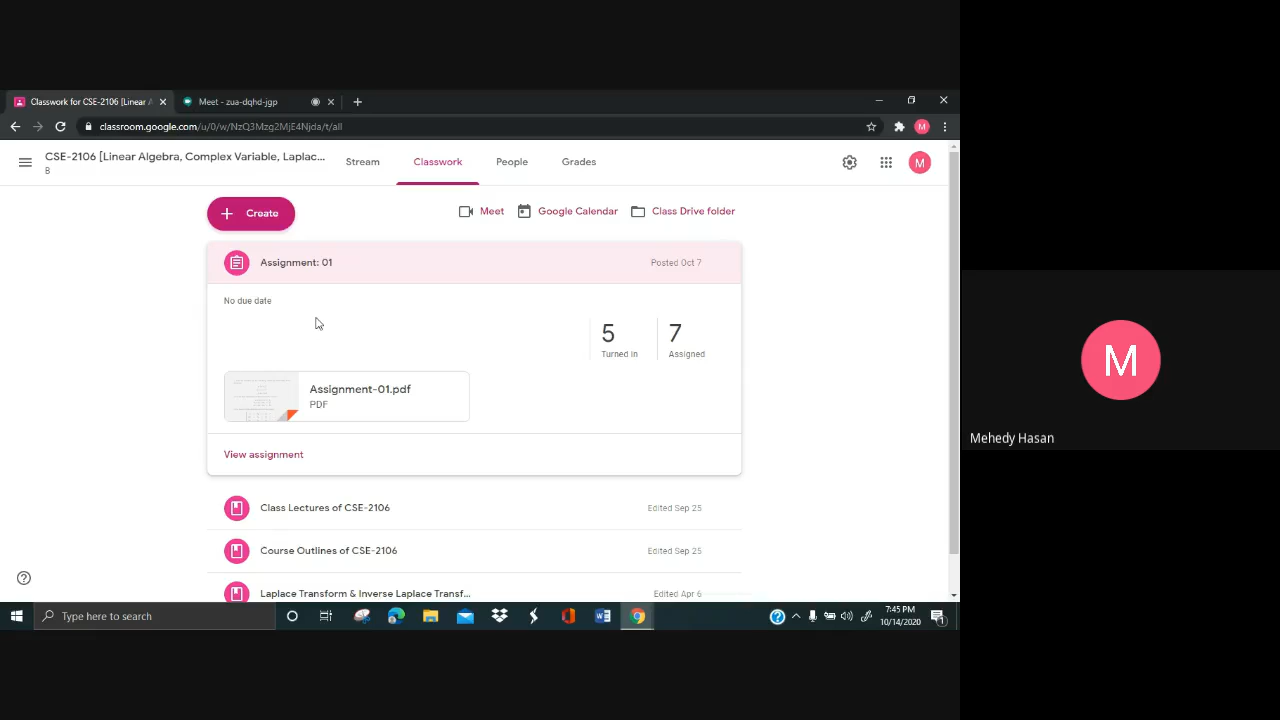 Classwork for CSE-2106 [Linear A
Meet - zua-dqhd-jgp
classroom.google.com/u/0/w/NzQ3Mzg2MjE4Njda/t/all
M
CSE-2106 [Linear Algebra, Complex Variable, Laplac...
B
Stream
Classwork
People
Grades
M
Create
Meet
Google Calendar
Class Drive folder
Assignment: 01
Posted Oct 7
No due date
5
Turned in
7
Assigned
Assignment-01.pdf
PDF
View assignment
Class Lectures of CSE-2106
Edited Sep 25
Course Outlines of CSE-2106
Edited Sep 25
Laplace Transform & Inverse Laplace Transf...
Edited Apr 6
Type here to search
7:45 PM
10/14/2020
1
M
Mehedy Hasan